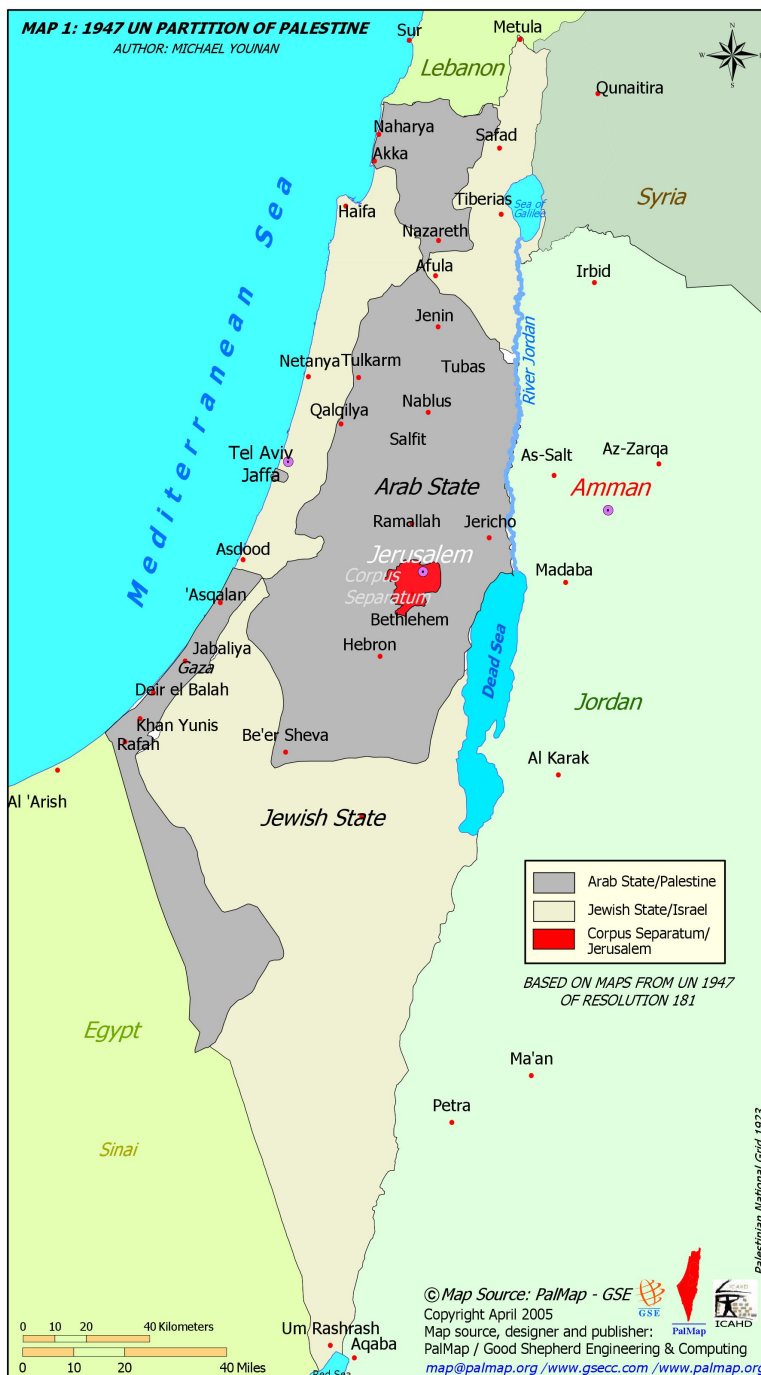 MAP 1: 1947 UN PARTITION OF PALESTINE
AUTHOR: MICHAEL YOUNAN
Sur
Metula
N
W E
S
Lebanon
Qunaitira
Naharya
Safad
Akka
Syria
Tiberias
Sea of
Galilee
Haifa
Nazareth
Afula
Irbid
Mediterranean Sea
Jenin
River Jordan
Netanya
Tulkarm
Tubas
Qalqilya
Nablus
Salfit
Tel Aviv
Jaffa
As-Salt
Az-Zarqa
Arab State
Amman
Ramallah
Jericho
Asdood
Jerusalem
Corpus
Separatum
Madaba
'Asqalan
Bethlehem
Hebron
Jabaliya
Gaza
Dead Sea
Deir el Balah
Jordan
Khan Yunis
Rafah
Be'er Sheva
Al Karak
Al 'Arish
Jewish State
Arab State/Palestine
Jewish State/Israel
Corpus Separatum/
Jerusalem
BASED ON MAPS FROM UN 1947
OF RESOLUTION 181
Egypt
Ma'an
Petra
Sinai
Palestinian National Grid 1923
© Map Source: PalMap - GSE
GSE
PalMap
ICAHD
ICAHD
Copyright April 2005
Map source, designer and publisher:
PalMap / Good Shepherd Engineering & Computing
map@palmap.org /www.gsecc.com /www.palmap.org
0 10 20 40 Kilometers
0 10 20 40 Miles
Um Rashrash
Aqaba
Red Sea